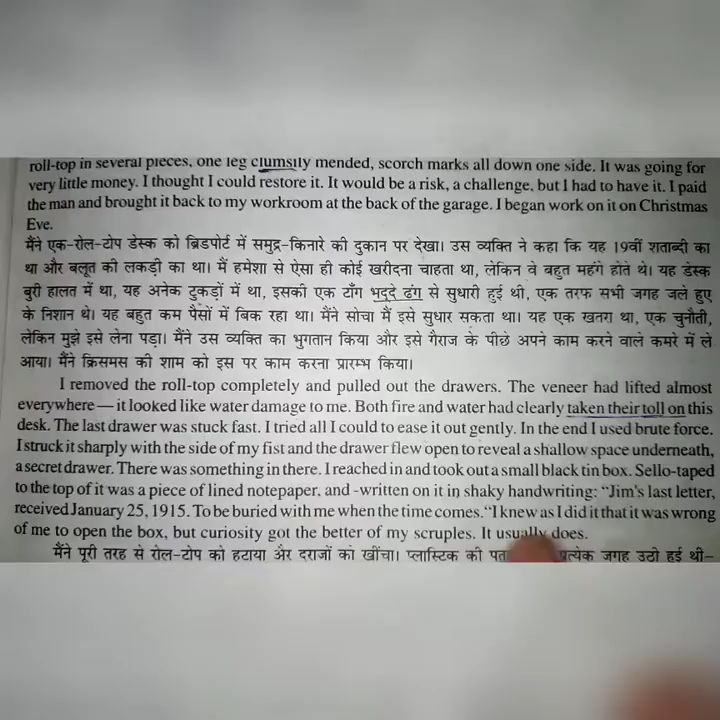 roll-top in several pieces, one leg clumsily mended, scorch marks all down one side. It was going for
very little money. I thought I could restore it. It would be a risk, a challenge, but I had to have it. I paid
the man and brought it back to my workroom at the back of the garage. I began work on it on Christmas
Eve.
मैंने एक-रोल-टोप डेस्क को ब्रिडपोर्ट में समुद्र-किनारे की दुकान पर देखा। उस व्यक्ति ने कहा कि यह 19वीं शताब्दी का
था और बलूत की लकड़ी का था। मैं हमेशा से ऐसा ही कोई खरीदना चाहता था, लेकिन वे बहुत महंगे होते थे। यह डेस्क
बुरी हालत में था, यह अनेक टुकड़ों में था, इसकी एक टाँग भद्दे ढंग से सुधारी हुई थी, एक तरफ सभी जगह जले हुए
के निशान थे। यह बहुत कम पैसों में बिक रहा था। मैंने सोचा मैं इसे सुधार सकता था। यह एक खतरा था, एक चुनौती,
लेकिन मुझे इसे लेना पड़ा। मैंने उस व्यक्ति का भुगतान किया और इसे गैराज के पीछे अपने काम करने वाले कमरे में ले
आया। मैंने क्रिसमस की शाम को इस पर काम करना प्रारम्भ किया।
I removed the roll-top completely and pulled out the drawers. The veneer had lifted almost
everywhere — it looked like water damage to me. Both fire and water had clearly taken their toll on this
desk. The last drawer was stuck fast. I tried all I could to ease it out gently. In the end I used brute force.
I struck it sharply with the side of my fist and the drawer flew open to reveal a shallow space underneath,
a secret drawer. There was something in there. I reached in and took out a small black tin box. Sello-taped
to the top of it was a piece of lined notepaper, and -written on it in shaky handwriting: “Jim's last letter,
received January 25, 1915. To be buried with me when the time comes.“I knew as I did it that it was wrong
of me to open the box, but curiosity got the better of my scruples. It usually does.
मैंने पूरी तरह से रोल-टोप को हटाया और दराजों को खींचा। प्लास्टिक की प्रत्येक जगह उठी हुई थी-